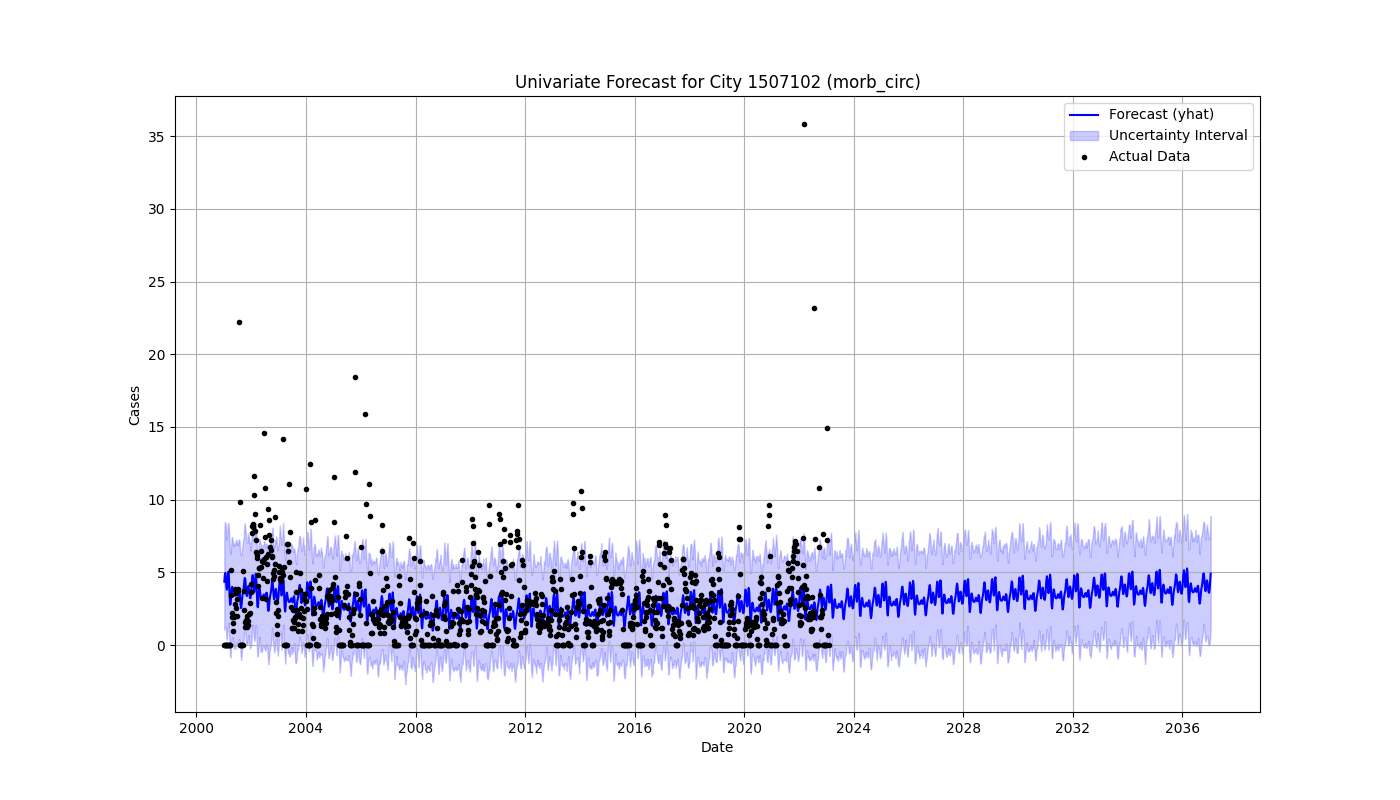 Univariate Forecast for City 1507102 (morb_circ)
Forecast (yhat)
Uncertainty Interval
Actual Data
Cases
35
30
25
20
15
10
5
0
2000 2004 2008 2012 2016 2020 2024 2028 2032 2036
Date